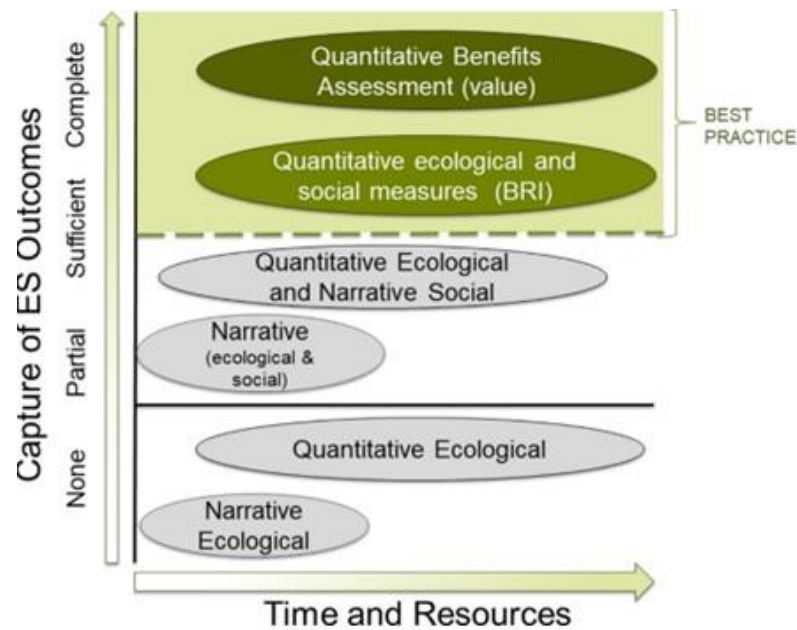 Quantitative Benefits
Assessment (value)
BEST
PRACTICE
Quantitative ecological and
social measures (BRI)
Quantitative Ecological
and Narrative Social
Narrative
(ecological &
social)
Quantitative Ecological
Narrative
Ecological
Capture of ES Outcomes
Complete
Sufficient
Partial
None
Time and Resources